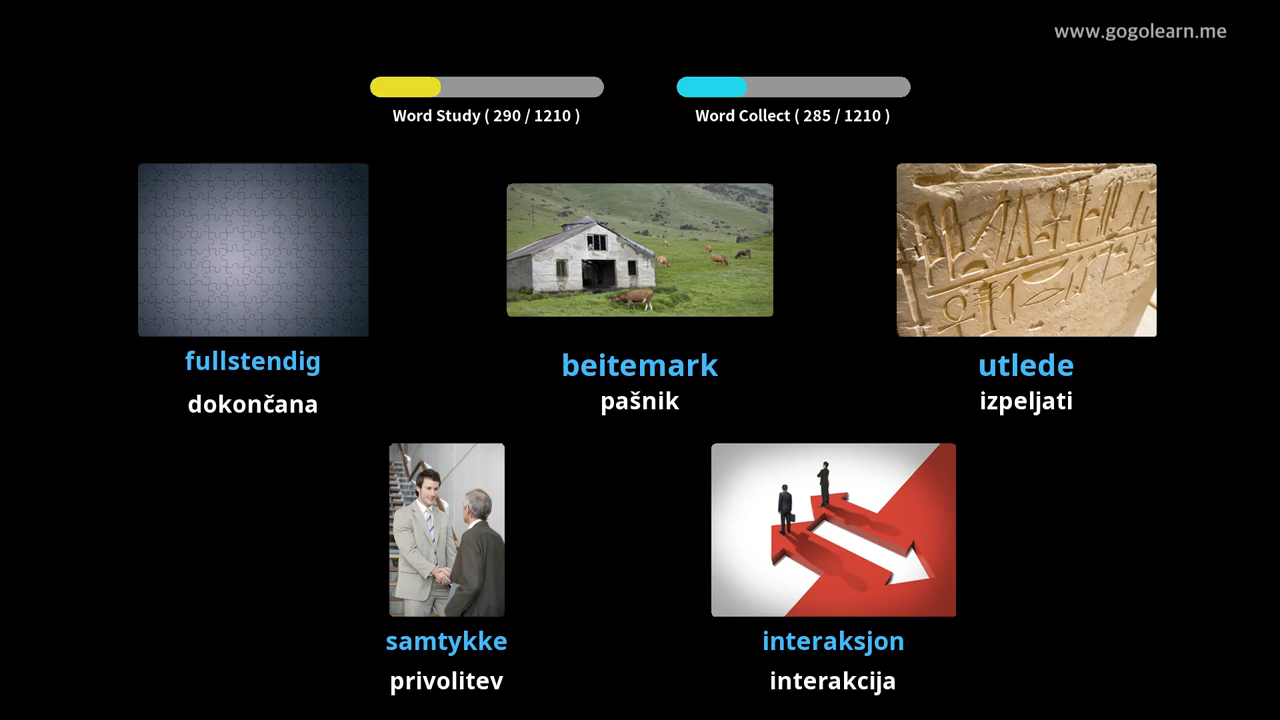 www.gogolearn.me
Word Study ( 290 / 1210 )
Word Collect ( 285 / 1210 )
fullstendig
dokončana
beitemark
pašnik
utlede
izpeljati
samtykke
privolitev
interaksjon
interakcija